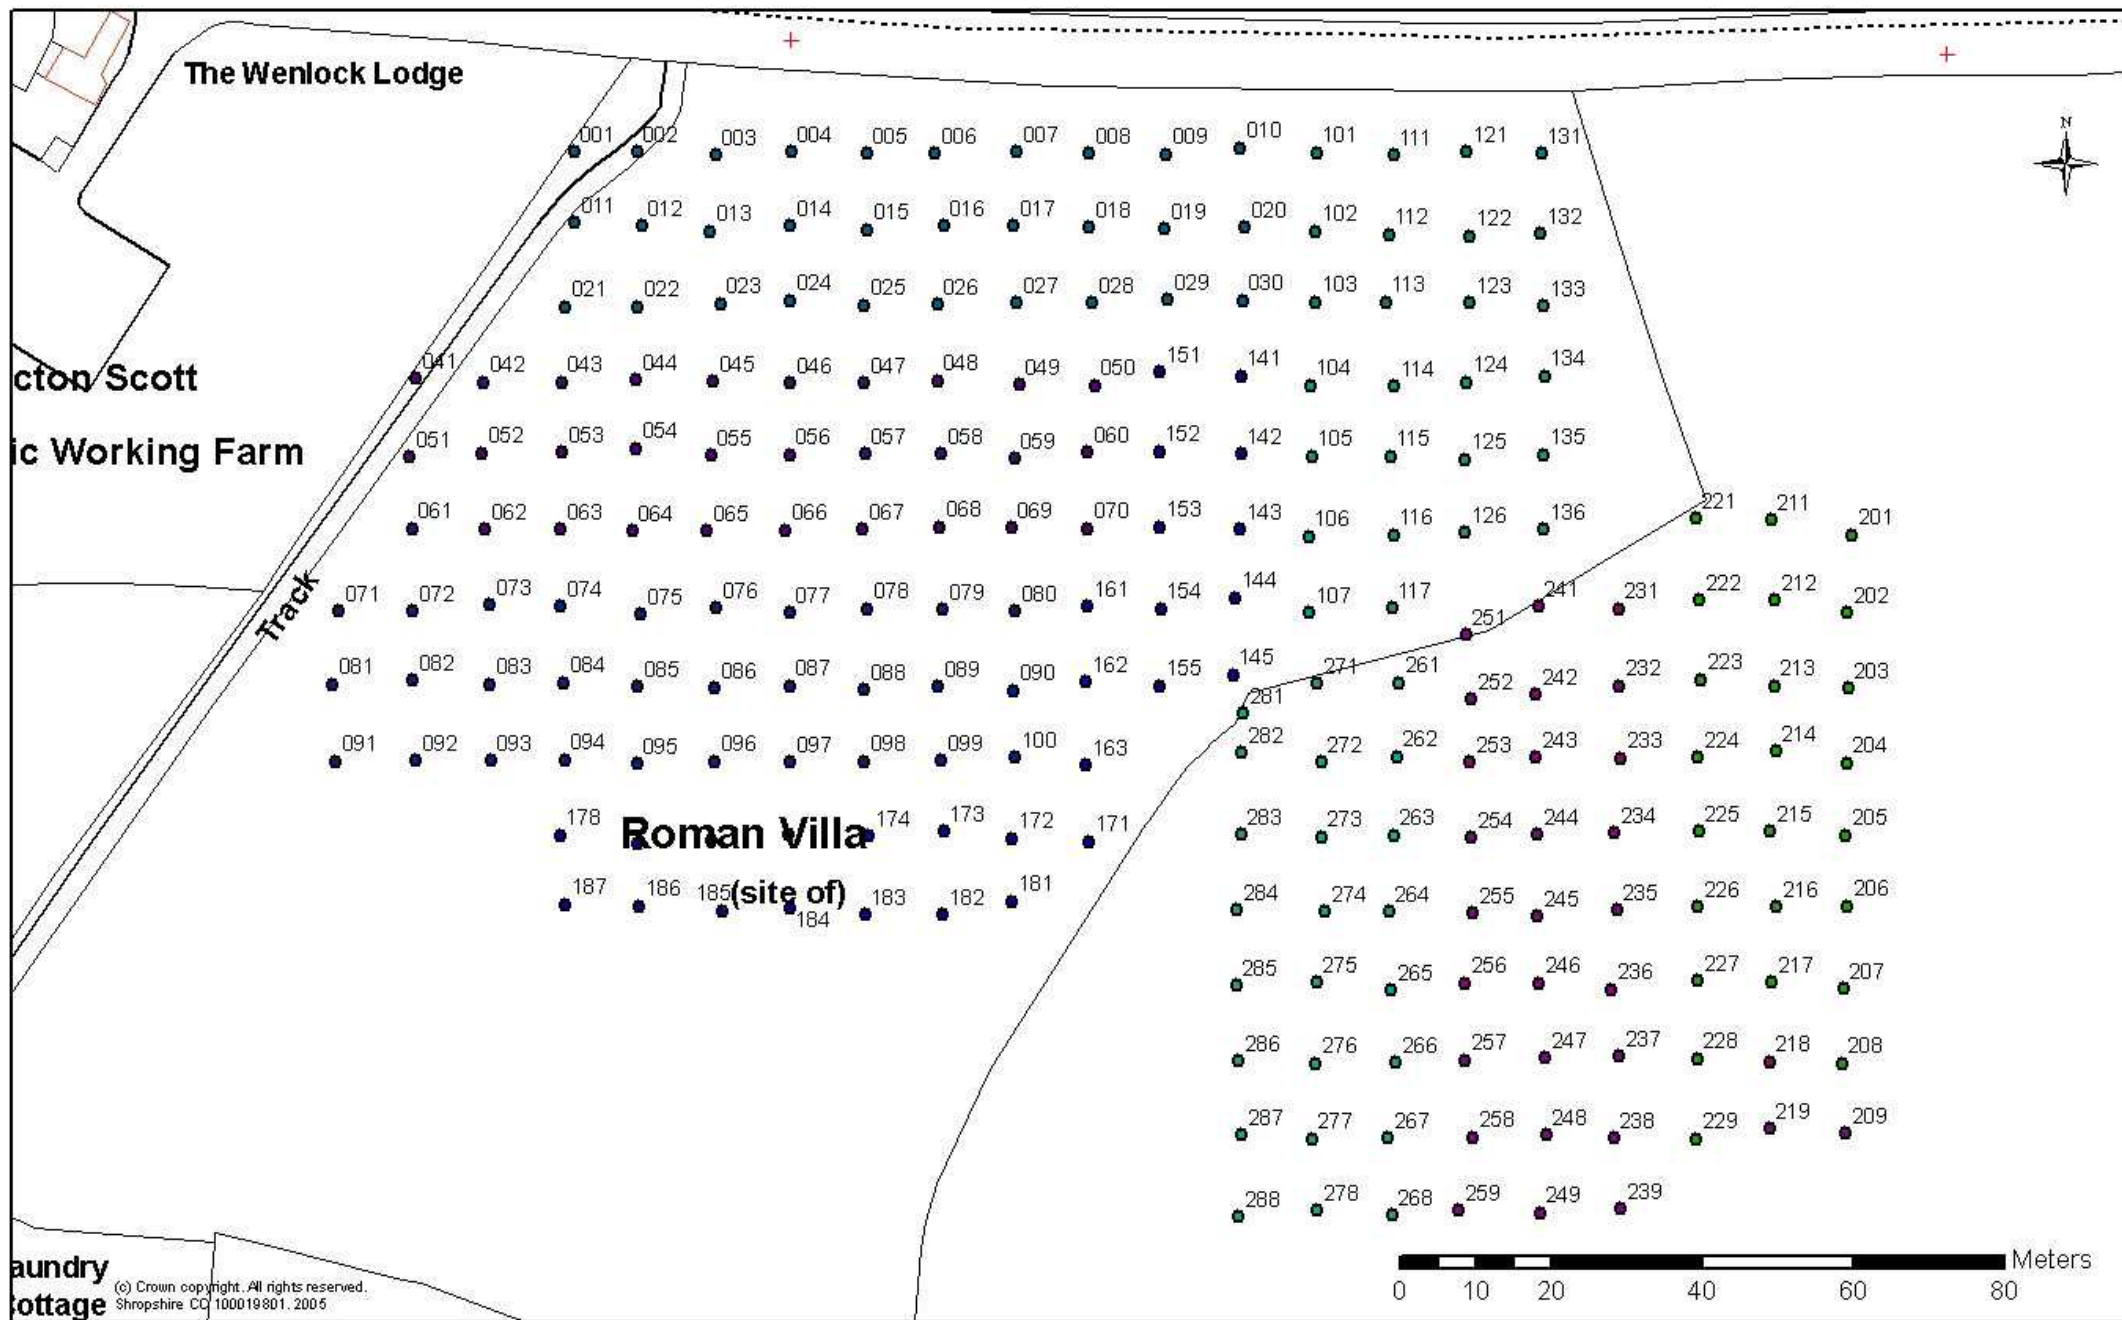 The Wenlock Lodge
N
001 002 003 004 005 006 007 008 009 010 101 111 121 131
011 012 013 014 015 016 017 018 019 020 102 112 122 132
021 022 023 024 025 026 027 028 029 030 103 113 123 133
041 042 043 044 045 046 047 048 049 050 151 141 104 114 124 134
cton Scott
051 052 053 054 055 056 057 058 059 060 152 142 105 115 125 135
ic Working Farm
061 062 063 064 065 066 067 068 069 070 153 143 106 116 126 136 221 211 201
071 072 073 074 075 076 077 078 079 080 161 154 144 107 117 251 241 231 222 212 202
Track
081 082 083 084 085 086 087 088 089 090 162 155 145 271 261 252 242 232 223 213 203
281
091 092 093 094 095 096 097 098 099 100 163 282 272 262 253 243 233 224 214 204
178 174 173 172 171 283 273 263 254 244 234 225 215 205
Roman Villa
187 186 185 184 183 182 181 284 274 264 255 245 235 226 216 206
(site of)
285 275 265 256 246 236 227 217 207
286 276 266 257 247 237 228 218 208
287 277 267 258 248 238 229 219 209
288 278 268 259 249 239
Meters
0 10 20 40 60 80
aundry
ottage
(c) Crown copyright. All rights reserved.
Shropshire CC 100019801. 2005